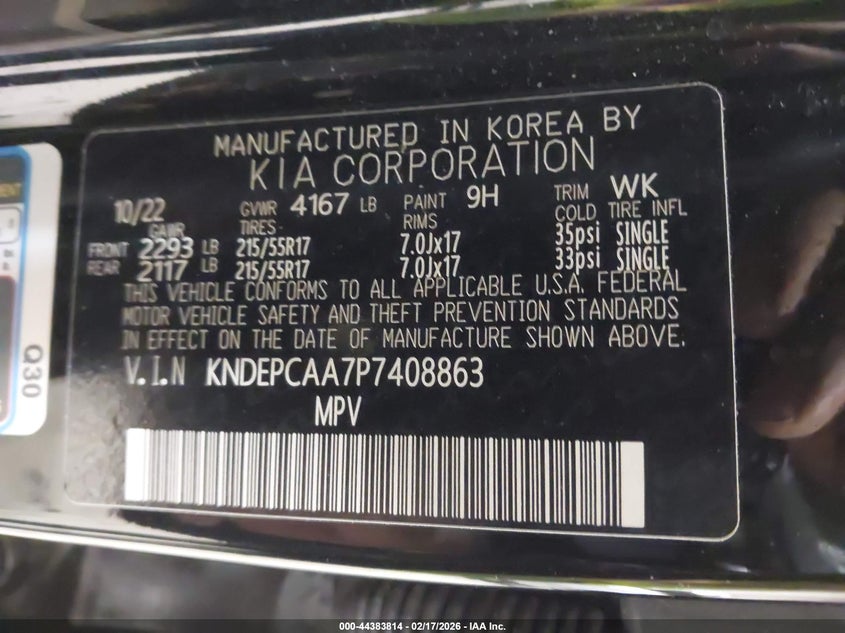 MANUFACTURED IN KOREA BY
KIA CORPORATION
10/22 GVWR 4167 LB PAINT 9H TRIM WK
GAWR TIRES RIMS COLD TIRE INFL
FRONT 2293 LB 215/55R17 7.0Jx17 35psi SINGLE
REAR 2117 LB 215/55R17 7.0Jx17 33psi SINGLE
THIS VEHICLE CONFORMS TO ALL APPLICABLE U.S.A. FEDERAL
MOTOR VEHICLE SAFETY AND THEFT PREVENTION STANDARDS
IN EFFECT ON THE DATE OF MANUFACTURE SHOWN ABOVE.
V.I.N KNDEPCAA7P7408863
MPV
Q30
000-44383814 - 02/17/2026 - IAA Inc.